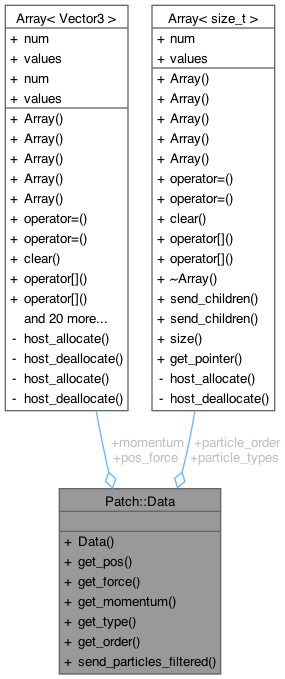 Array< Vector3 >
+ num
+ values
+ num
+ values
+ Array()
+ Array()
+ Array()
+ Array()
+ Array()
+ operator=()
+ operator=()
+ clear()
+ operator[]()
+ operator[]()
and 20 more...
- host_allocate()
- host_deallocate()
- host_allocate()
- host_deallocate()
Array< size_t >
+ num
+ values
+ Array()
+ Array()
+ Array()
+ Array()
+ Array()
+ operator=()
+ operator=()
+ clear()
+ operator[]()
+ operator[]()
+ ~Array()
+ send_children()
+ send_children()
+ size()
+ get_pointer()
- host_allocate()
- host_deallocate()
+momentum
+pos_force
+particle_order
+particle_types
Patch::Data
+ Data()
+ get_pos()
+ get_force()
+ get_momentum()
+ get_type()
+ get_order()
+ send_particles_filtered()